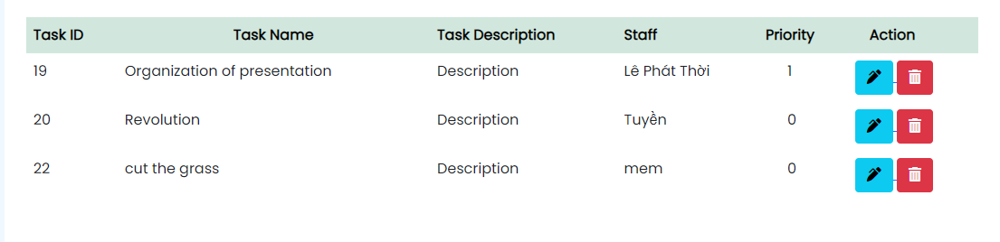 Task ID Task Name Task Description Staff Priority Action
19 Organization of presentation Description Lê Phát Thời 1
20 Revolution Description Tuyền 0
22 cut the grass Description mem 0